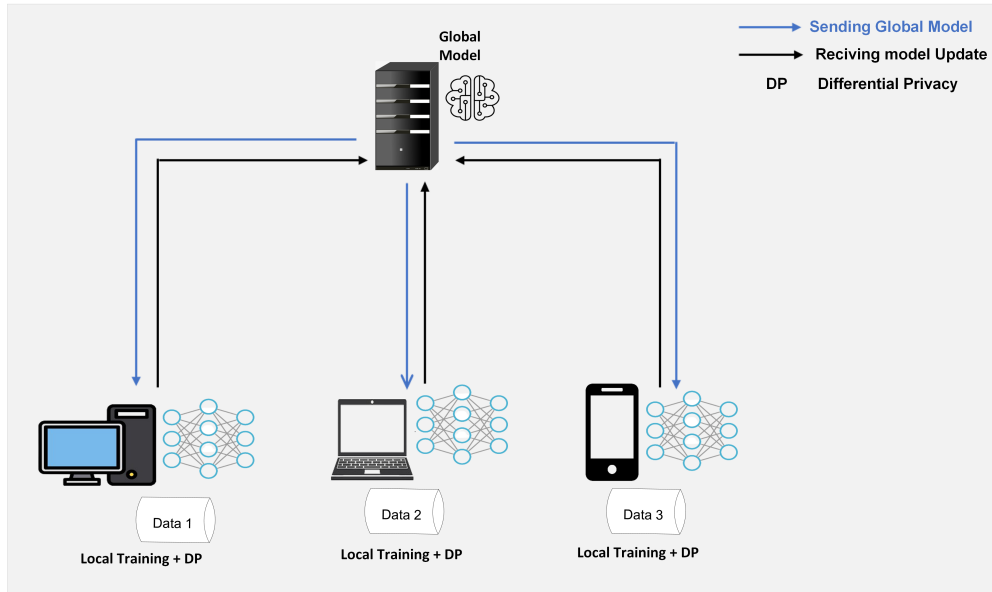 Global
Model
Sending Global Model
Reciving model Update
DP Differential Privacy
Data 1
Data 2
Data 3
Local Training + DP
Local Training + DP
Local Training + DP